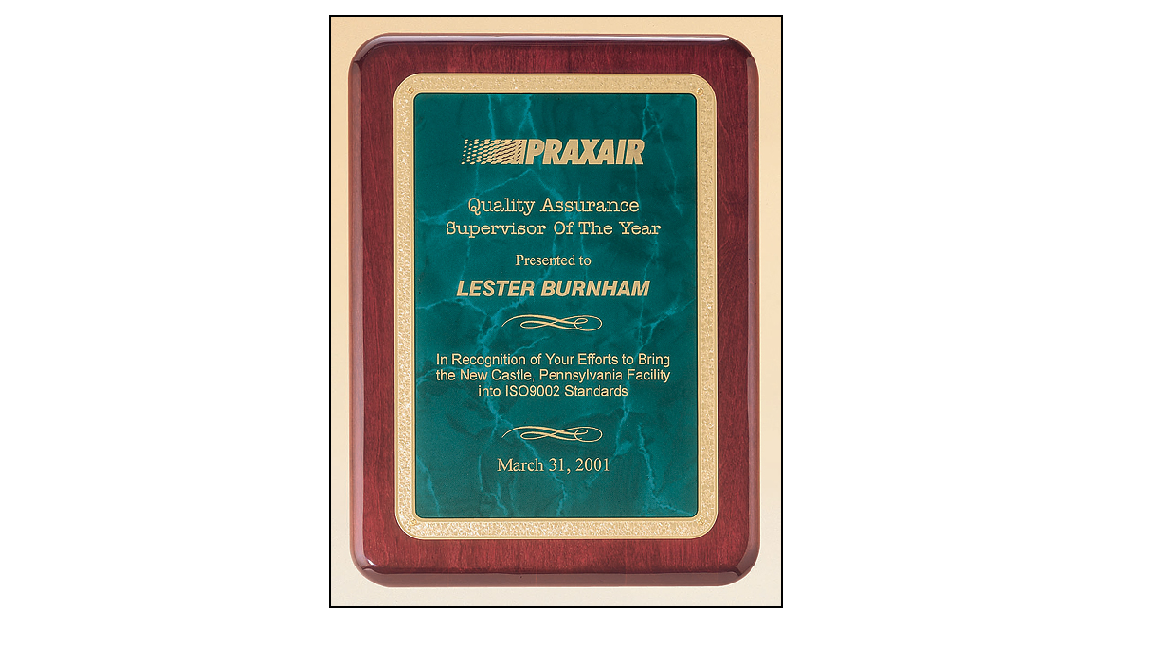 PRAXAIR
Quality Assurance
Supervisor Of The Year
Presented to
LESTER BURNHAM
In Recognition of Your Efforts to Bring
the New Castle, Pennsylvania Facility
into ISO9002 Standards
March 31, 2001